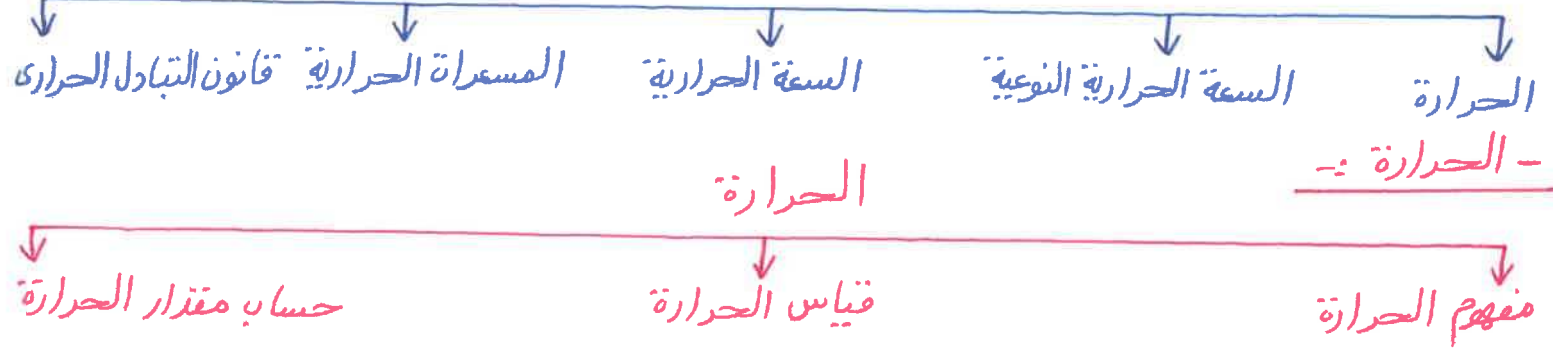 الحرارة السعة الحرارية النوعية السعة الحرارية المسعرات الحرارية قانون التبادل الحرارى
- الحرارة :-
الحرارة
مفهوم الحرارة قياس الحرارة حساب مقدار الحرارة